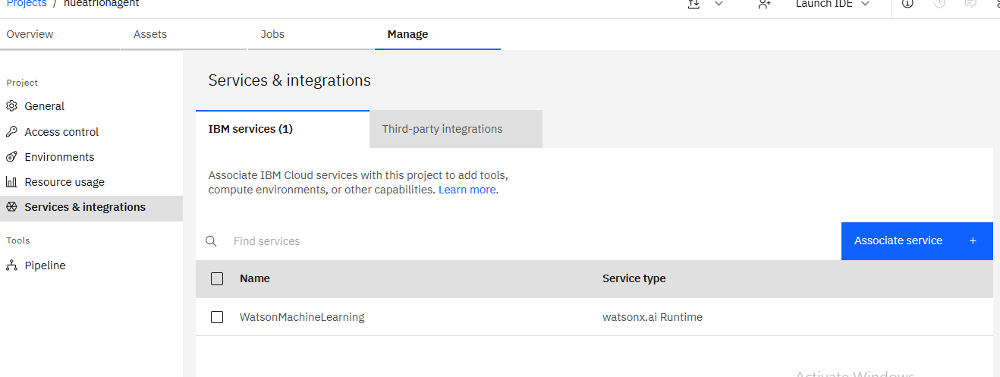 Projects / nueatrionagent
Launch IDE
Overview
Assets
Jobs
Manage
Project
General
Access control
Environments
Resource usage
Services & integrations
Tools
Pipeline
Services & integrations
IBM services (1)
Third-party integrations
Associate IBM Cloud services with this project to add tools,
compute environments, or other capabilities. Learn more.
Find services
Associate service +
Name
Service type
WatsonMachineLearning
watsonx.ai Runtime
Activate Windows